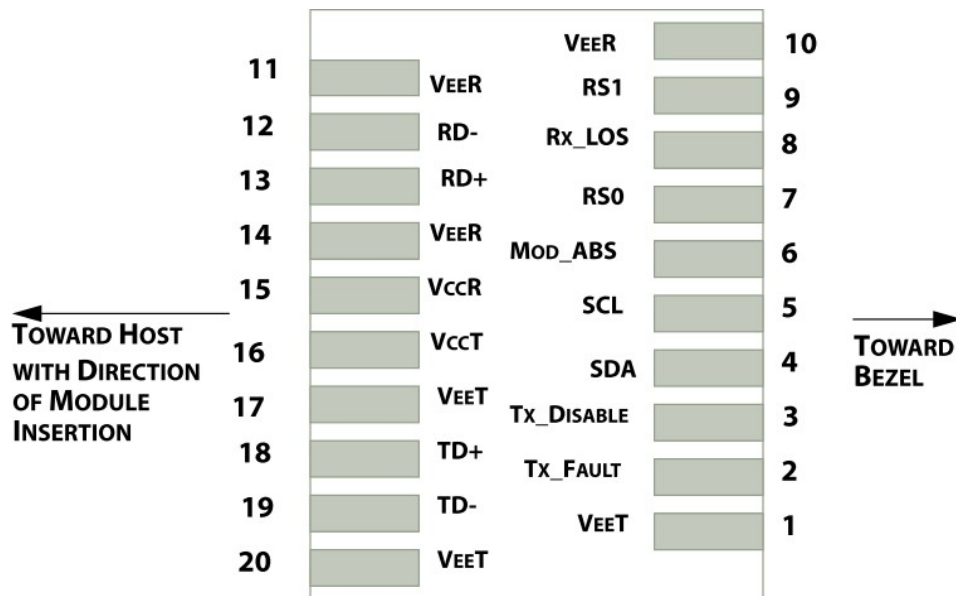 11 VEER
12 RD-
13 RD+
14 VEER
15 VCCR
16 VCCT
17 VEET
18 TD+
19 TD-
20 VEET
VEER 10
RS1 9
RX_LOS 8
RS0 7
MOD_ABS 6
SCL 5
SDA 4
TX_DISABLE 3
TX_FAULT 2
VEET 1
TOWARD HOST
WITH DIRECTION
OF MODULE
INSERTION
TOWARD
BEZEL